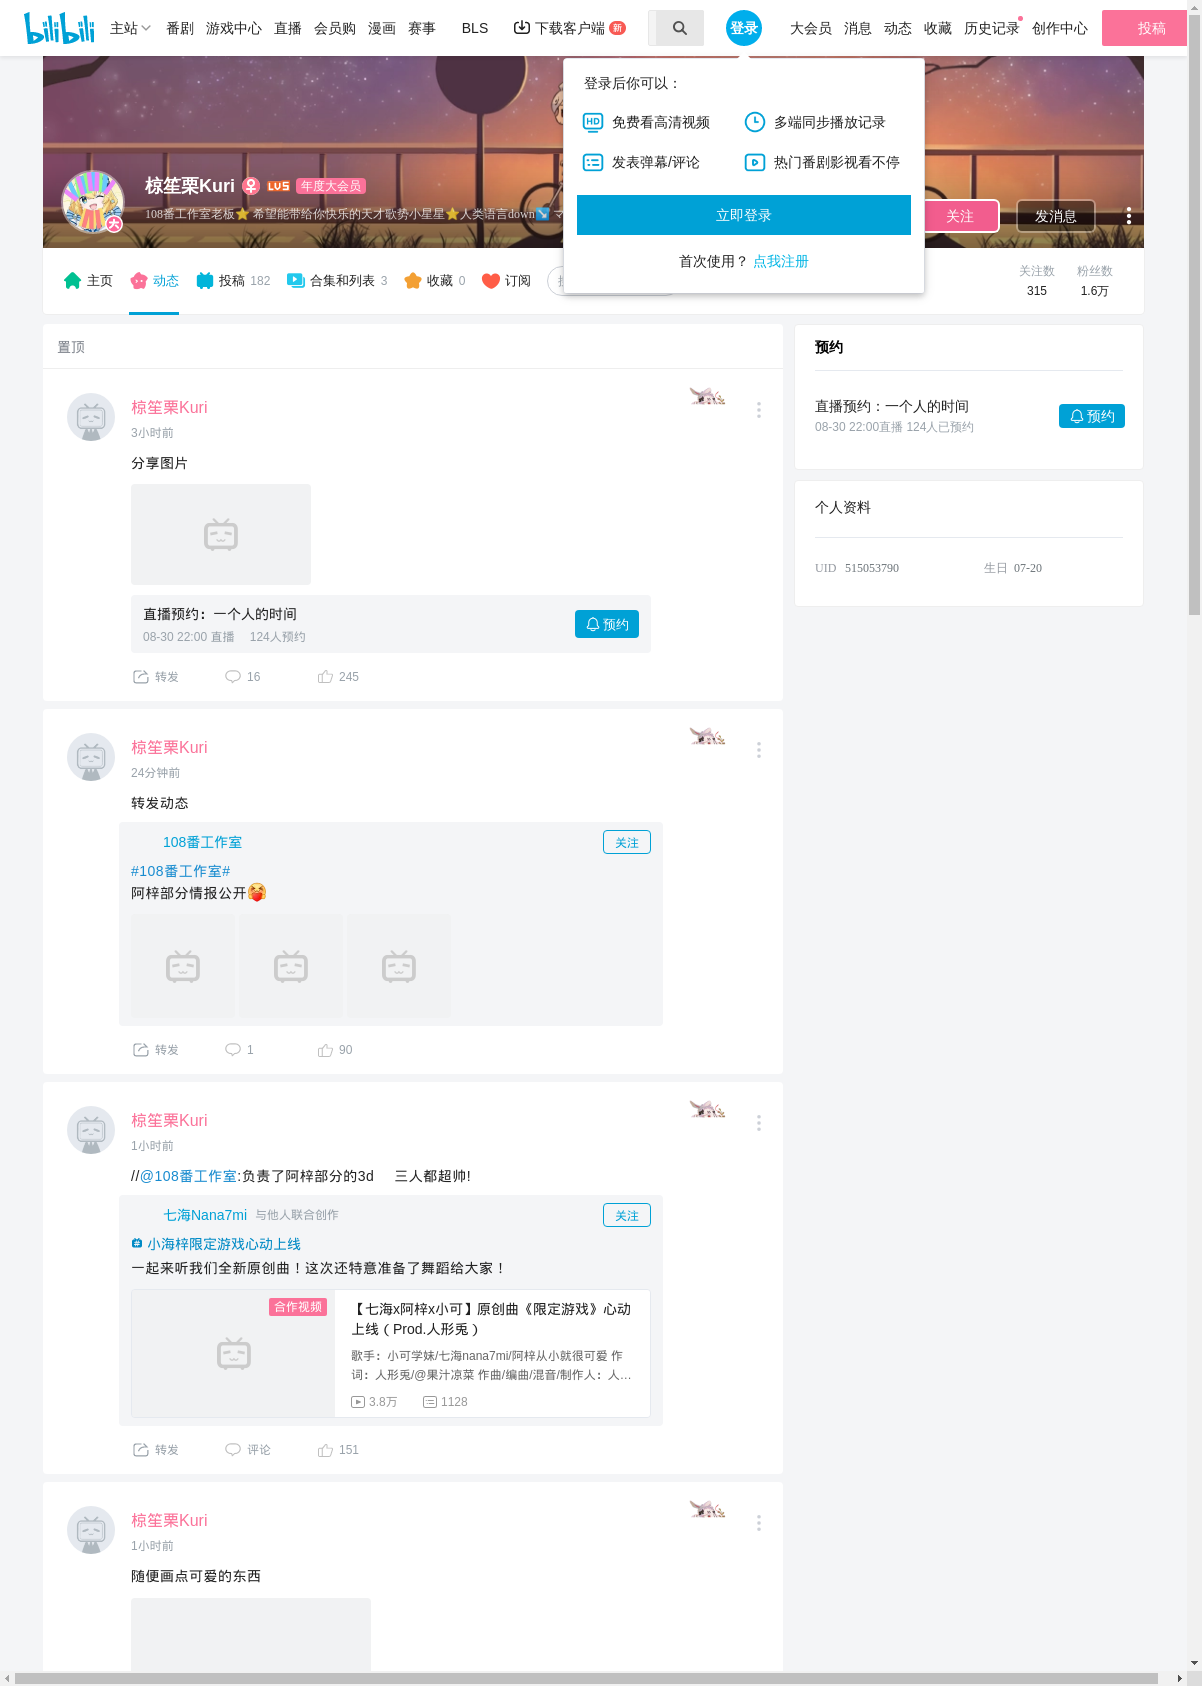 bilibili 主站 番剧 游戏中心 直播 会员购 漫画 赛事 BLS 下载客户端 新 登录 大会员 消息 动态 收藏 历史记录 创作中心 投稿
登录后你可以：
免费看高清视频 多端同步播放记录
发表弹幕/评论 热门番剧影视看不停
立即登录
首次使用？ 点我注册
椋笙栗Kuri LV5 年度大会员
大
108番工作室老板⭐ 希望能带给你快乐的天才歌势小星星⭐人类语言down↘️ マ
关注 发消息
主页 动态 投稿 182 合集和列表 3 收藏 0 订阅
关注数 粉丝数
315 1.6万
置顶
椋笙栗Kuri
3小时前
分享图片
直播预约：一个人的时间
08-30 22:00 直播 124人预约
预约
转发 16 245
椋笙栗Kuri
24分钟前
转发动态
108番工作室 关注
#108番工作室#
阿梓部分情报公开
转发 1 90
椋笙栗Kuri
1小时前
//@108番工作室:负责了阿梓部分的3d 三人都超帅!
七海Nana7mi 与他人联合创作 关注
小海梓限定游戏心动上线
一起来听我们全新原创曲！这次还特意准备了舞蹈给大家！
合作视频
【七海x阿梓x小可】原创曲《限定游戏》心动
上线（Prod.人形兎）
歌手：小可学妹/七海nana7mi/阿梓从小就很可爱 作
词：人形兎/@果汁凉菜 作曲/编曲/混音/制作人：人…
3.8万 1128
转发 评论 151
椋笙栗Kuri
1小时前
随便画点可爱的东西
预约
直播预约：一个人的时间
08-30 22:00直播 124人已预约
预约
个人资料
UID 515053790 生日 07-20